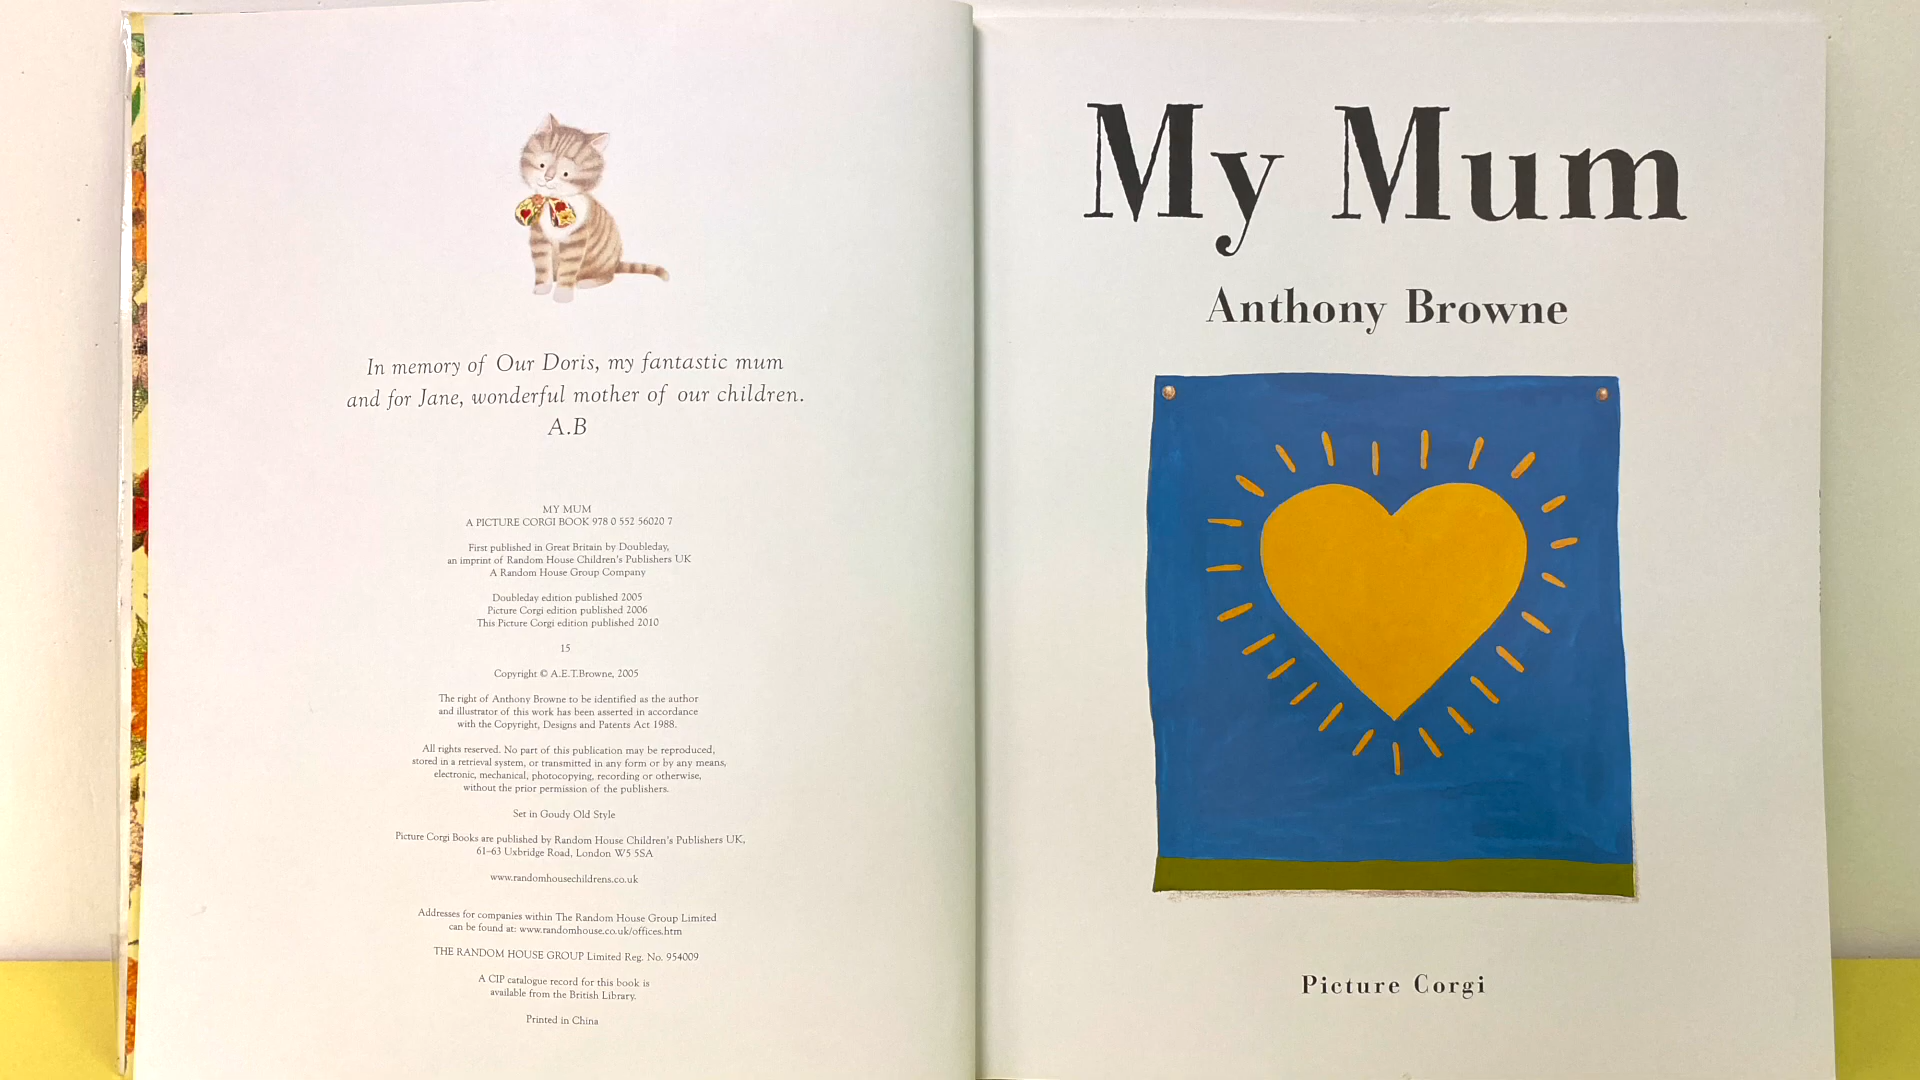 In memory of Our Doris, my fantastic mum
and for Jane, wonderful mother of our children.
A.B
MY MUM
A PICTURE CORGI BOOK 978 0 552 56020 7
First published in Great Britain by Doubleday,
an imprint of Random House Children's Publishers UK
A Random House Group Company
Doubleday edition published 2005
Picture Corgi edition published 2006
This Picture Corgi edition published 2010
15
Copyright © A.E.T.Browne, 2005
The right of Anthony Browne to be identified as the author
and illustrator of this work has been asserted in accordance
with the Copyright, Designs and Patents Act 1988.
All rights reserved. No part of this publication may be reproduced,
stored in a retrieval system, or transmitted in any form or by any means,
electronic, mechanical, photocopying, recording or otherwise,
without the prior permission of the publishers.
Set in Goudy Old Style
Picture Corgi Books are published by Random House Children's Publishers UK,
61–63 Uxbridge Road, London W5 5SA
www.randomhousechildrens.co.uk
Addresses for companies within The Random House Group Limited
can be found at: www.randomhouse.co.uk/offices.htm
THE RANDOM HOUSE GROUP Limited Reg. No. 954009
A CIP catalogue record for this book is
available from the British Library.
Printed in China
My Mum
Anthony Browne
Picture Corgi